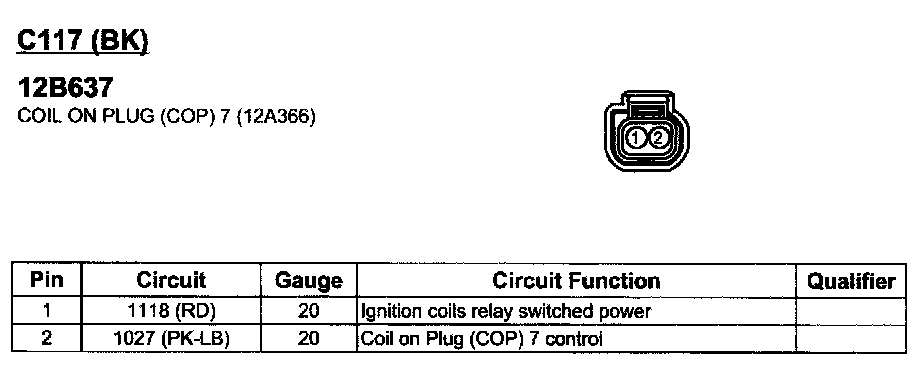 C117 (BK)
12B637
COIL ON PLUG (COP) 7 (12A366)
1 2
Pin Circuit Gauge Circuit Function Qualifier
1 1118 (RD) 20 Ignition coils relay switched power
2 1027 (PK-LB) 20 Coil on Plug (COP) 7 control